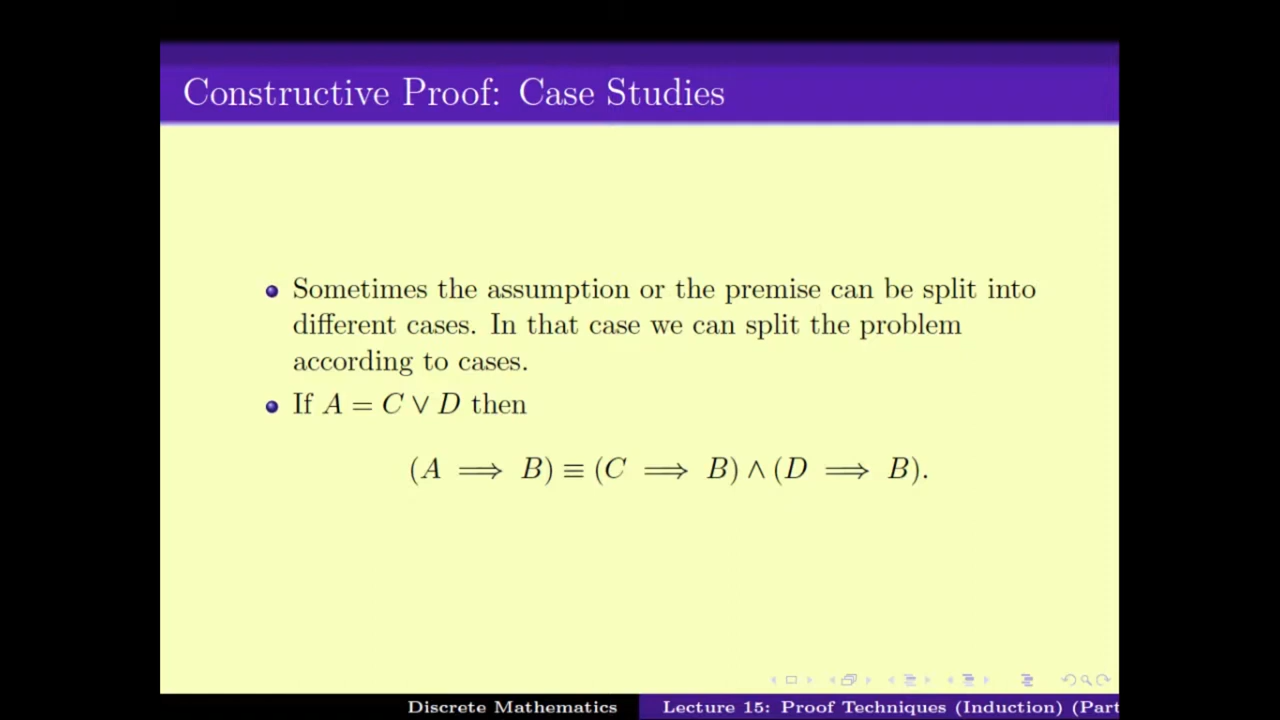 Constructive Proof: Case Studies
Sometimes the assumption or the premise can be split into
different cases. In that case we can split the problem
according to cases.
If A = C ∨ D then
(A ⟹ B) ≡ (C ⟹ B) ∧ (D ⟹ B).
Discrete Mathematics
Lecture 15: Proof Techniques (Induction) (Part